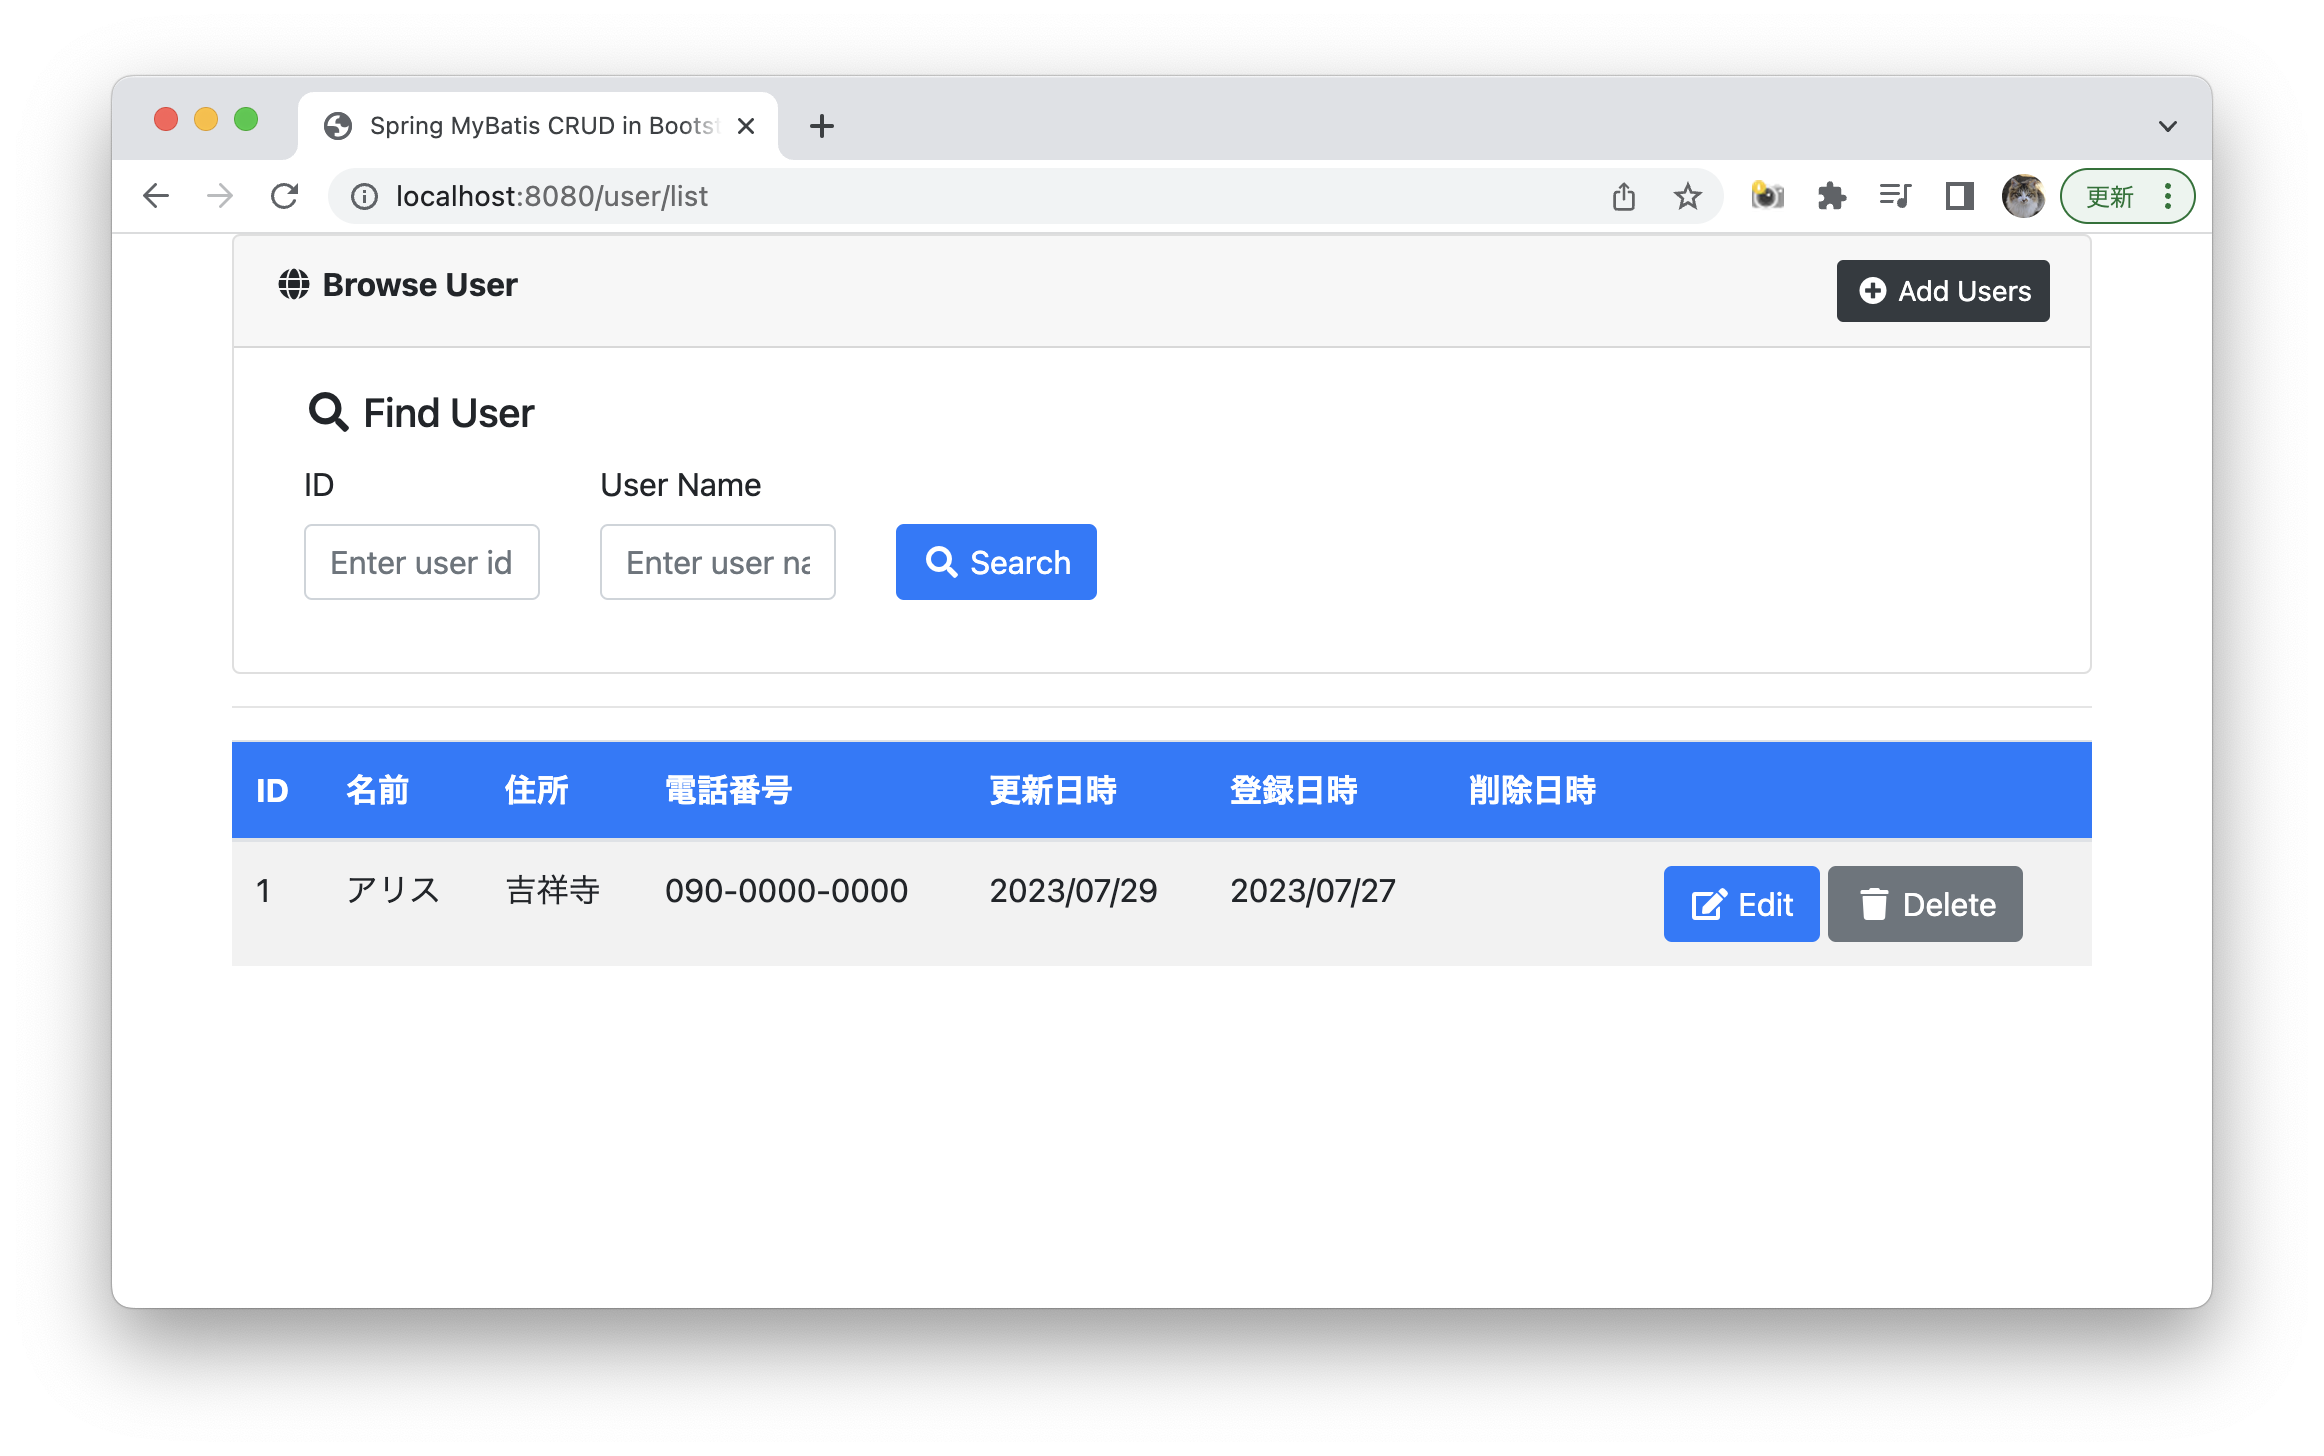 Spring MyBatis CRUD in Boots
localhost:8080/user/list
更新
Browse User
Add Users
Find User
ID User Name
Enter user id Enter user na Search
ID 名前 住所 電話番号 更新日時 登録日時 削除日時
1 アリス 吉祥寺 090-0000-0000 2023/07/29 2023/07/27 Edit Delete